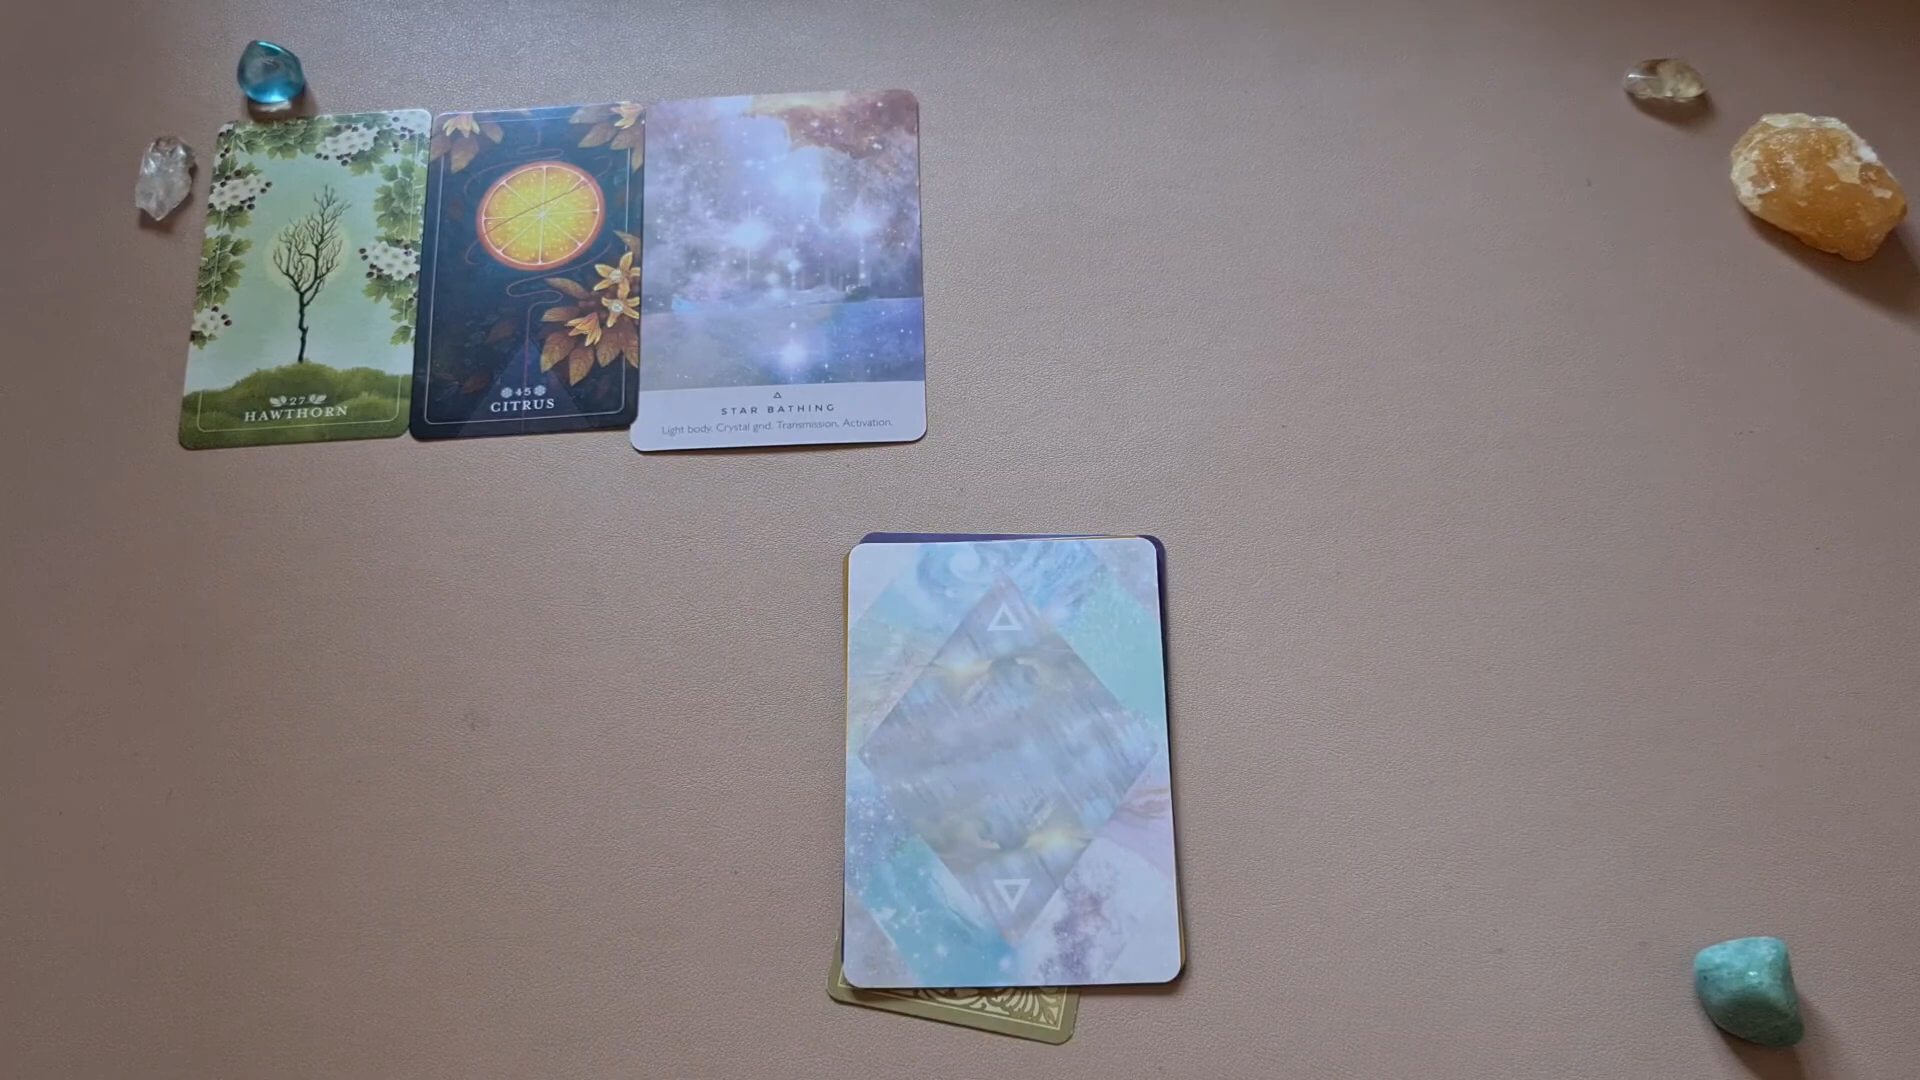 27
HAWTHORN
45
CITRUS
STAR BATHING
Light body. Crystal grid. Transmission. Activation.